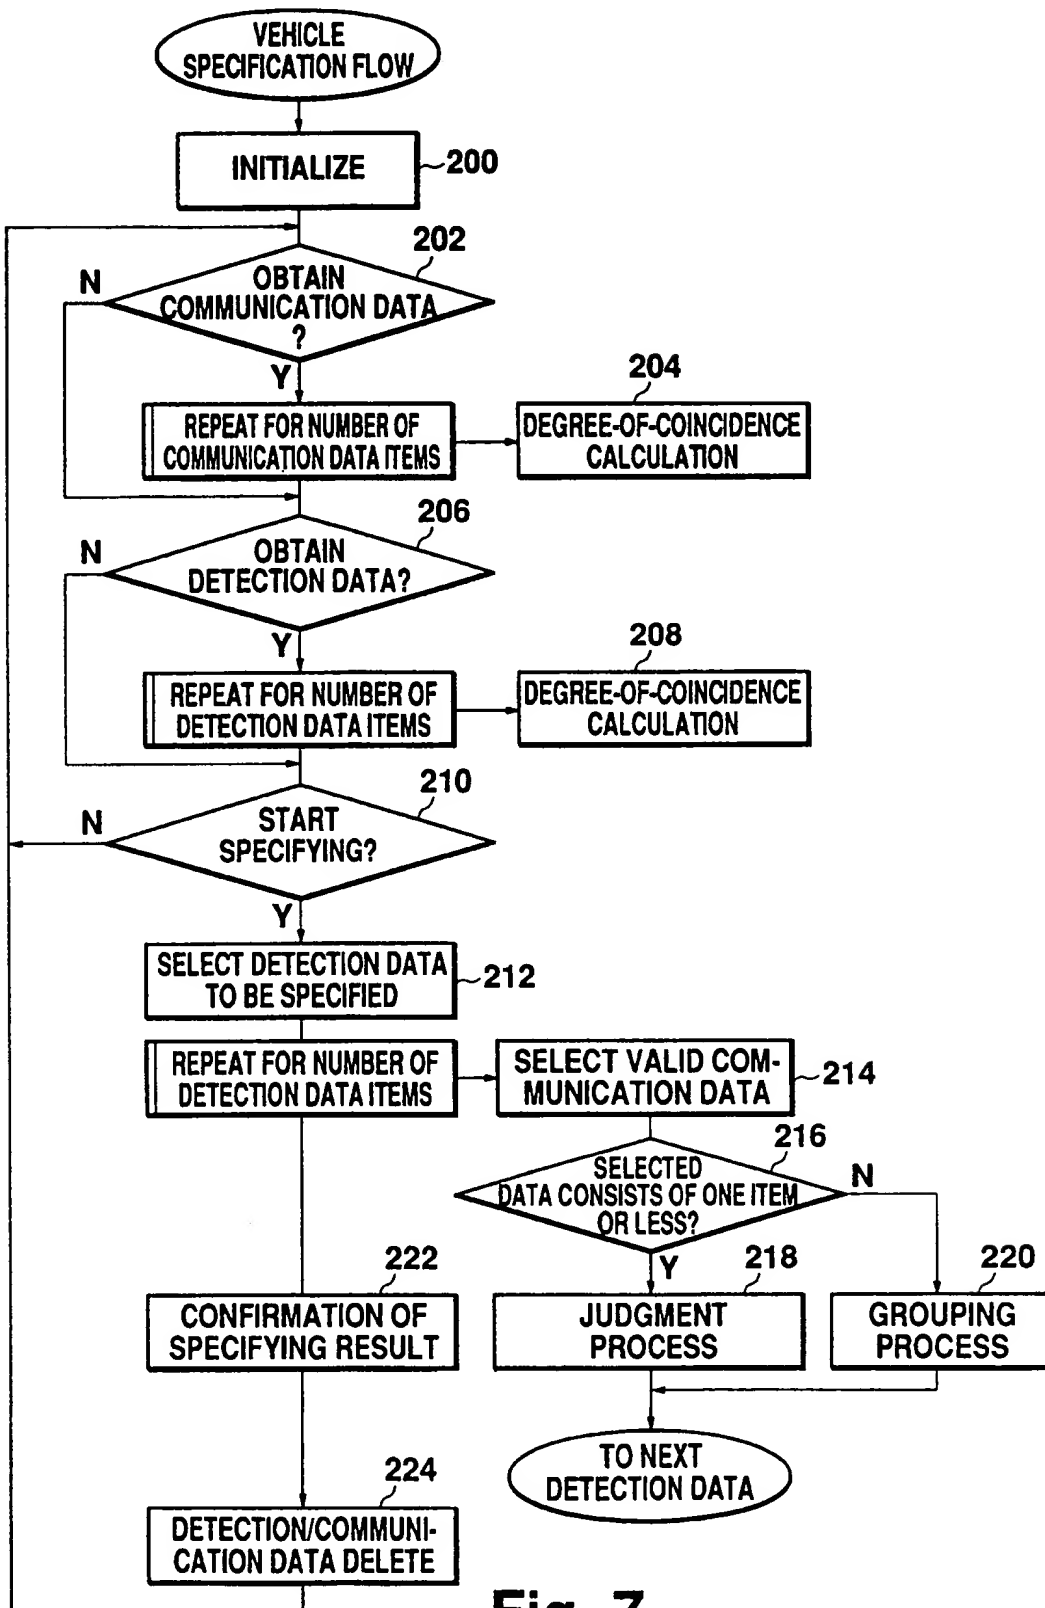 VEHICLE
SPECIFICATION FLOW
INITIALIZE
200
202
N
OBTAIN
COMMUNICATION DATA
?
Y
204
REPEAT FOR NUMBER OF
COMMUNICATION DATA ITEMS
DEGREE-OF-COINCIDENCE
CALCULATION
206
N
OBTAIN
DETECTION DATA?
Y
208
REPEAT FOR NUMBER OF
DETECTION DATA ITEMS
DEGREE-OF-COINCIDENCE
CALCULATION
210
N
START
SPECIFYING?
Y
SELECT DETECTION DATA
TO BE SPECIFIED
212
REPEAT FOR NUMBER OF
DETECTION DATA ITEMS
SELECT VALID COM-
MUNICATION DATA
214
216
SELECTED
DATA CONSISTS OF ONE ITEM
OR LESS?
N
Y
222
218
220
CONFIRMATION OF
SPECIFYING RESULT
JUDGMENT
PROCESS
GROUPING
PROCESS
TO NEXT
DETECTION DATA
224
DETECTION/COMMUNI-
CATION DATA DELETE
Fig. 7